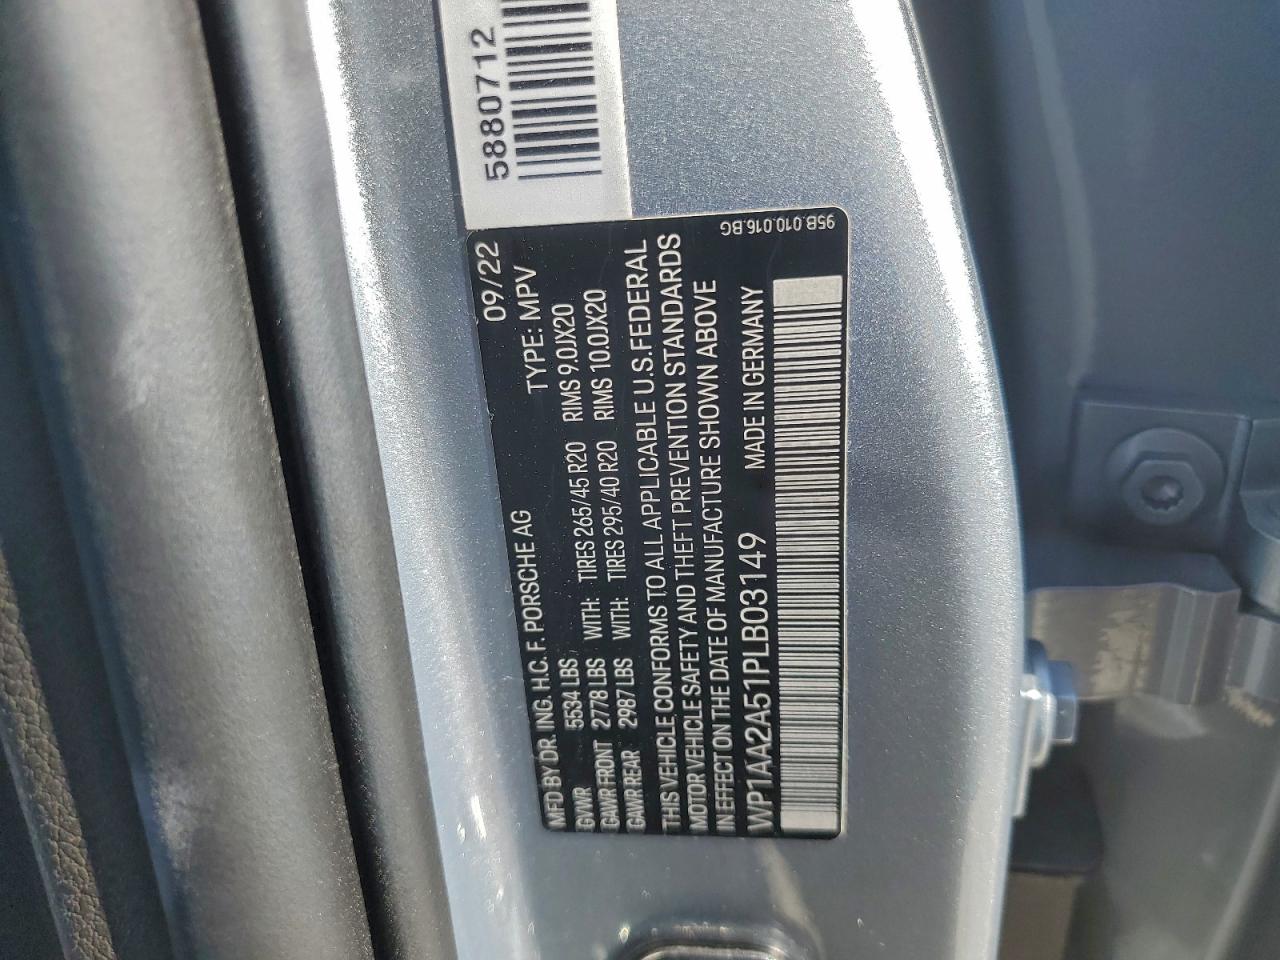 5880712
MFD BY DR. ING. H.C. F. PORSCHE AG 09/22
GVWR 5534 LBS TYPE: MPV
GAWR-FRONT 2778 LBS WITH: TIRES 265/45 R20 RIMS 9.0JX20
GAWR-REAR 2987 LBS WITH: TIRES 295/40 R20 RIMS 10.0JX20
THIS VEHICLE CONFORMS TO ALL APPLICABLE U.S.FEDERAL
MOTOR VEHICLE SAFETY AND THEFT PREVENTION STANDARDS
IN EFFECT ON THE DATE OF MANUFACTURE SHOWN ABOVE
WP1AA2A51PLB03149 MADE IN GERMANY
95B.010.016.BG